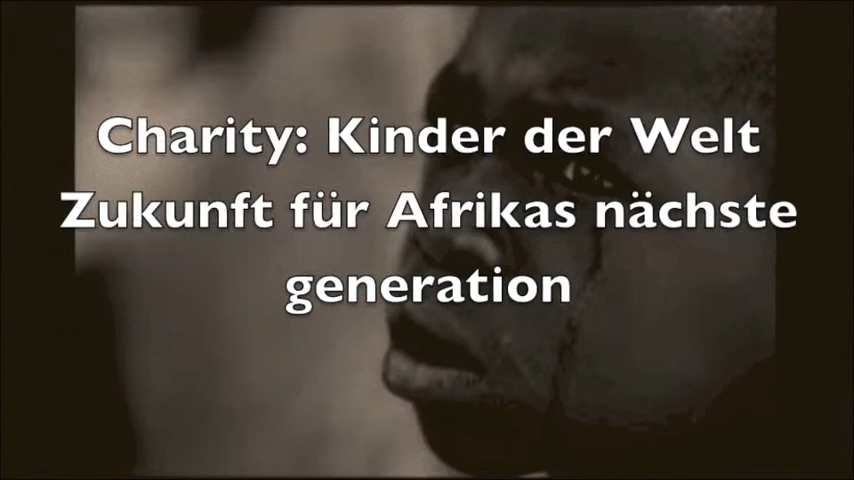 Charity: Kinder der Welt
Zukunft für Afrikas nächste
generation